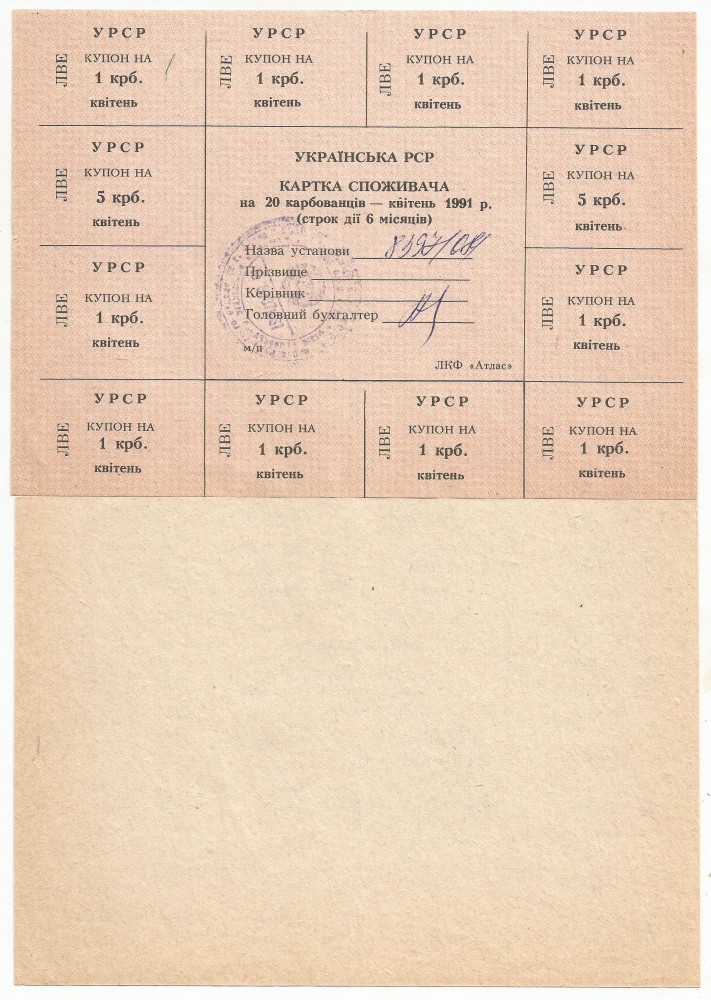 УРСР
ЛВЕ
КУПОН НА
1 крб.
квітень
УРСР
ЛВЕ
КУПОН НА
1 крб.
квітень
УРСР
ЛВЕ
КУПОН НА
1 крб.
квітень
УРСР
ЛВЕ
КУПОН НА
1 крб.
квітень
УРСР
ЛВЕ
КУПОН НА
5 крб.
квітень
УКРАЇНСЬКА РСР
КАРТКА СПОЖИВАЧА
на 20 карбованців — квітень 1991 р.
(строк дії 6 місяців)
Назва установи
Прізвище
Керівник
Головний бухгалтер
м/п
ЛКФ «Атлас»
УРСР
ЛВЕ
КУПОН НА
5 крб.
квітень
УРСР
ЛВЕ
КУПОН НА
1 крб.
квітень
УРСР
ЛВЕ
КУПОН НА
1 крб.
квітень
УРСР
ЛВЕ
КУПОН НА
1 крб.
квітень
УРСР
ЛВЕ
КУПОН НА
1 крб.
квітень
УРСР
ЛВЕ
КУПОН НА
1 крб.
квітень
УРСР
ЛВЕ
КУПОН НА
1 крб.
квітень